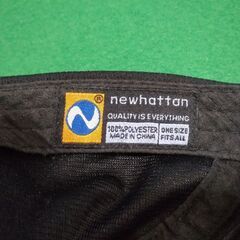 ®
newhattan
QUALITY IS EVERYTHING
100%POLYESTER
MADE IN CHINA
ONE SIZE
FITS ALL